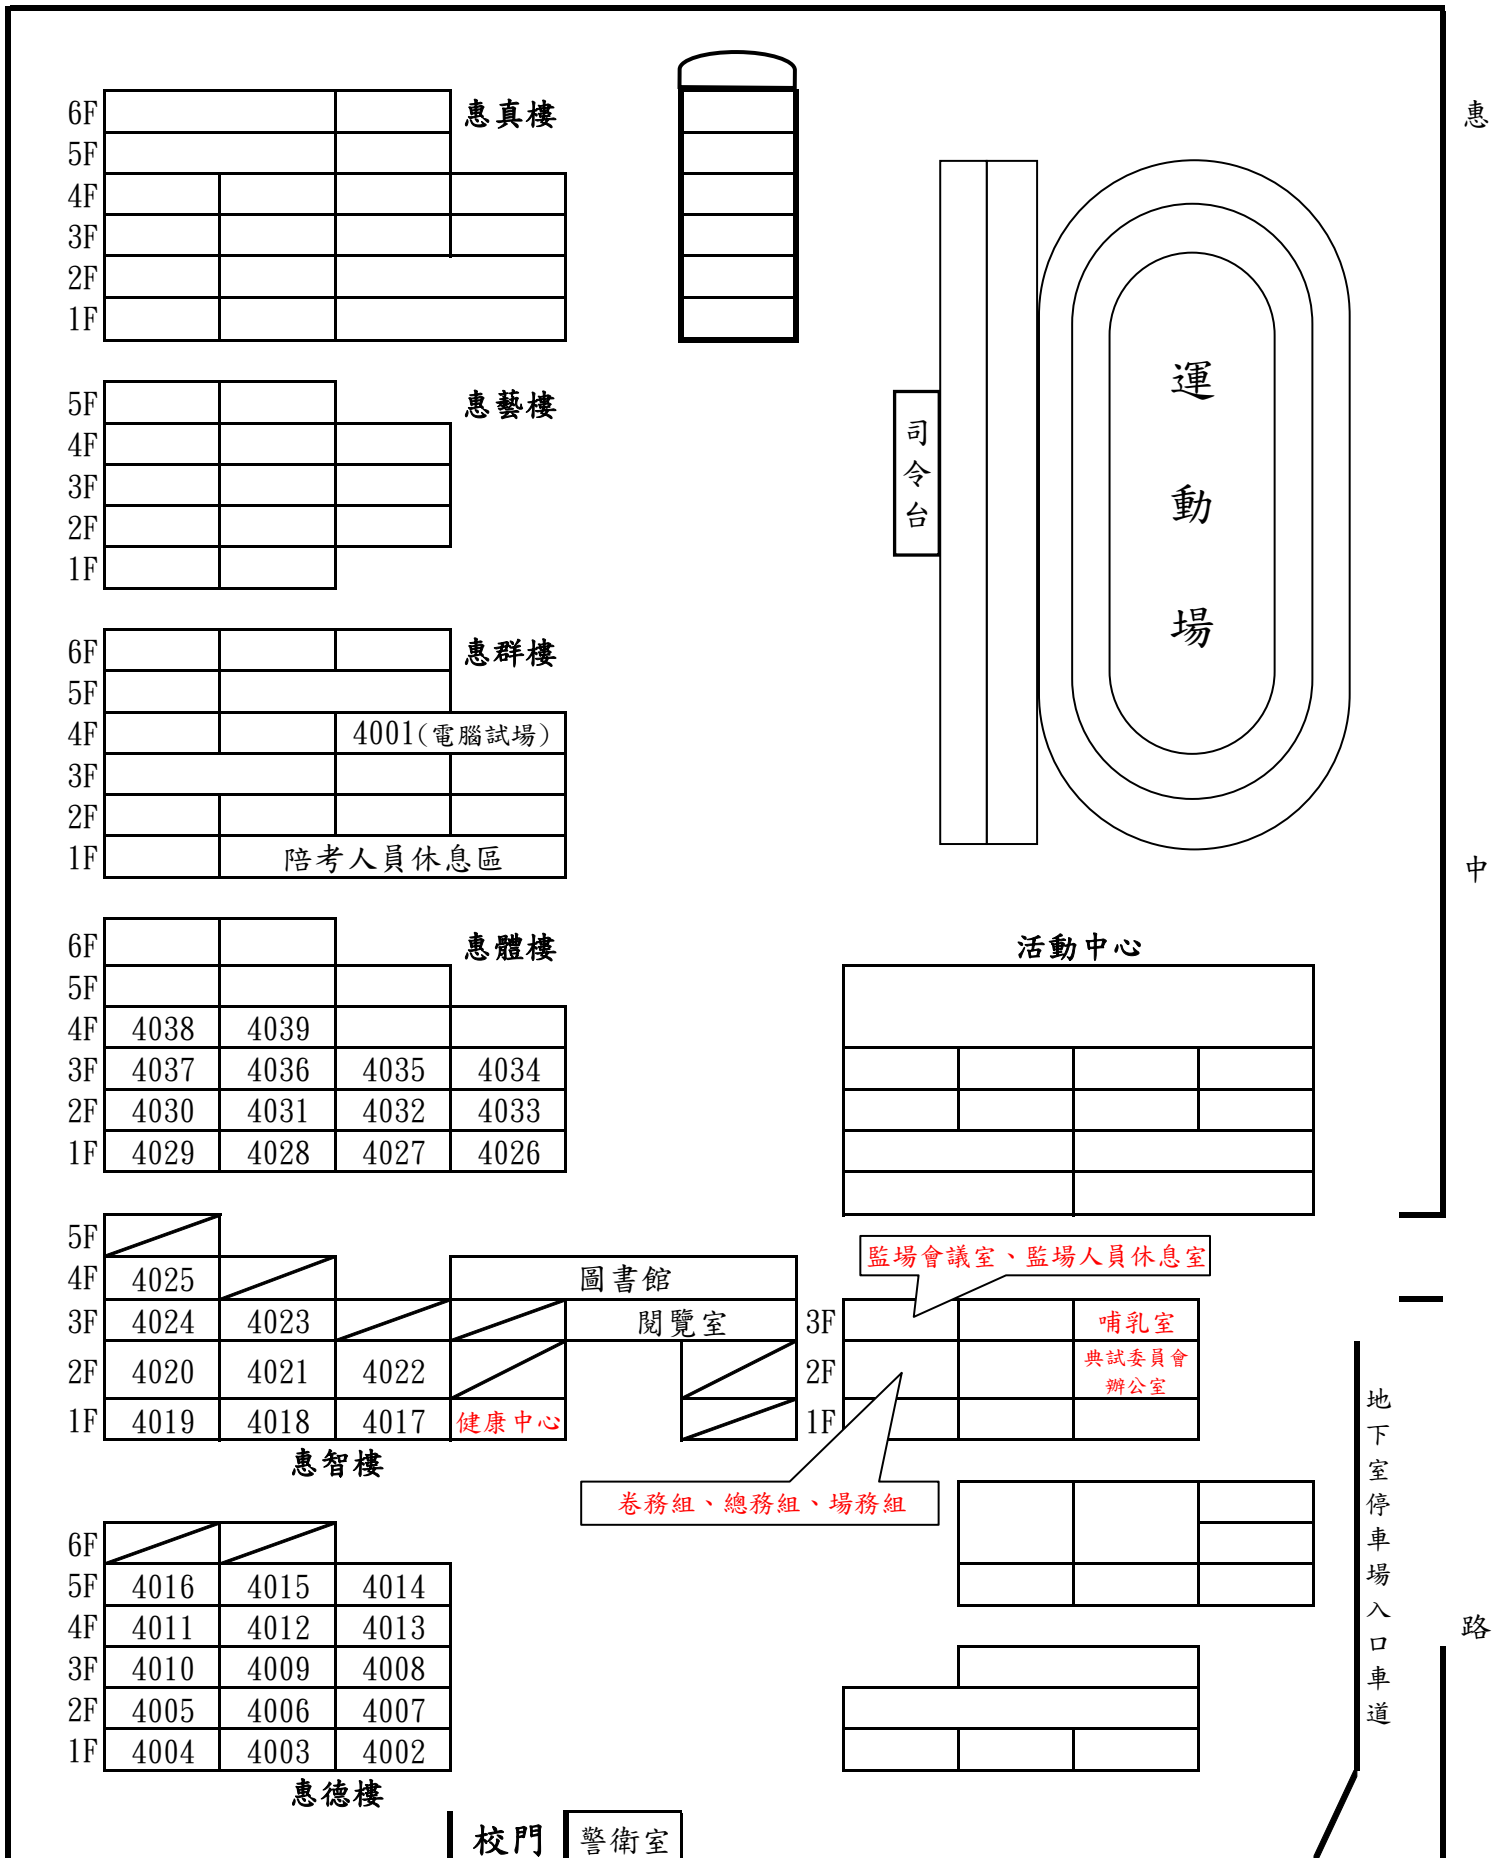 惠
中
路
6F 惠真樓
5F
4F
3F
2F
1F
5F 惠藝樓
4F
3F
2F
1F
司令台
運動場
6F 惠群樓
5F
4F 4001(電腦試場)
3F
2F
1F 陪考人員休息區
6F 惠體樓
5F
4F 4038 4039
3F 4037 4036 4035 4034
2F 4030 4031 4032 4033
1F 4029 4028 4027 4026
活動中心
5F
4F 4025 圖書館
3F 4024 4023 閱覽室
2F 4020 4021 4022
1F 4019 4018 4017 健康中心
惠智樓
監場會議室、監場人員休息室
3F 哺乳室
2F 典試委員會
辦公室
1F
卷務組、總務組、場務組
地下室停車場入口車道
6F
5F 4016 4015 4014
4F 4011 4012 4013
3F 4010 4009 4008
2F 4005 4006 4007
1F 4004 4003 4002
惠德樓
校門 警衛室